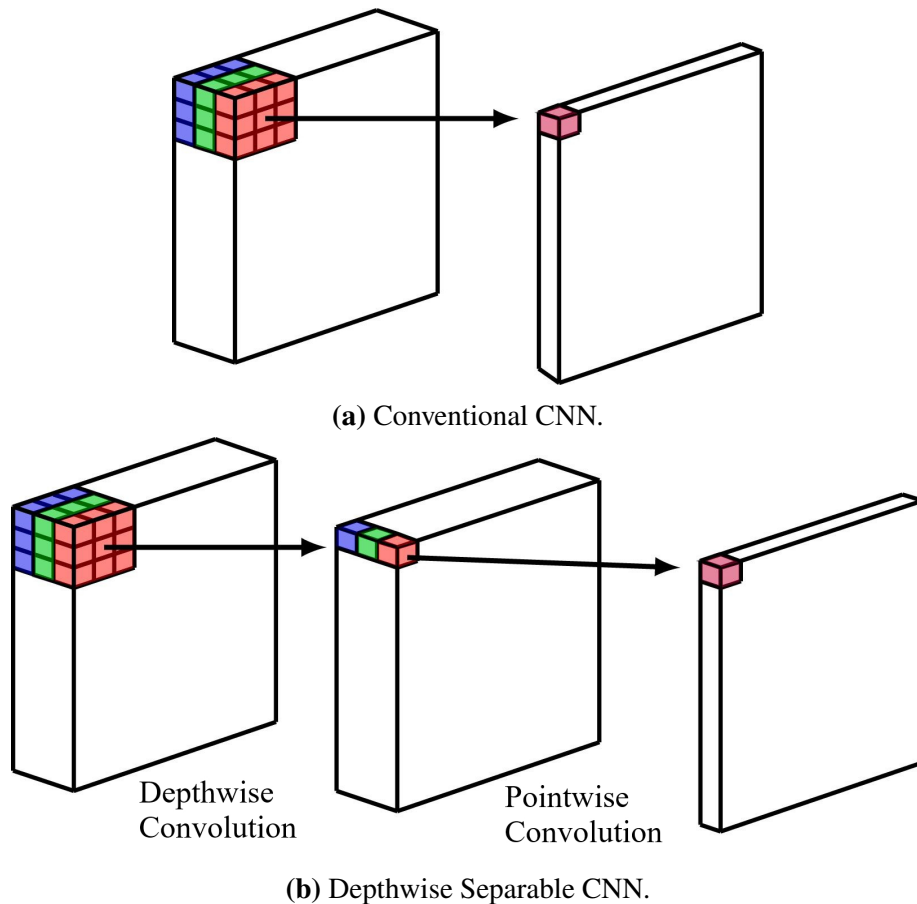 (a) Conventional CNN.
Depthwise
Convolution
Pointwise
Convolution
(b) Depthwise Separable CNN.